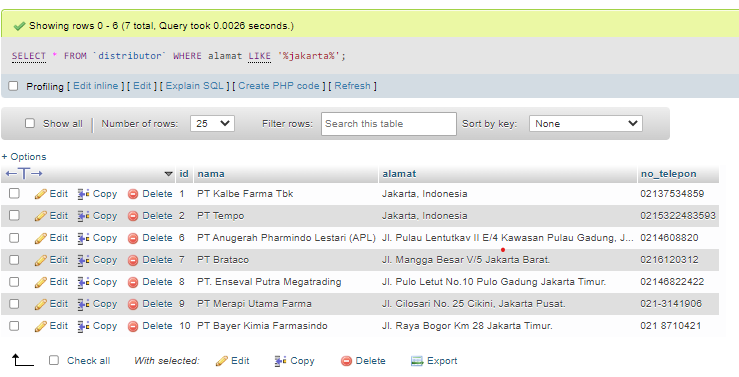 Showing rows 0 - 6 (7 total, Query took 0.0026 seconds.)
SELECT * FROM `distributor` WHERE alamat LIKE '%jakarta%';
Profiling [ Edit inline ] [ Edit ] [ Explain SQL ] [ Create PHP code ] [ Refresh ]
Show all | Number of rows: 25 Filter rows: Search this table Sort by key: None
+ Options
←T→ id nama alamat no_telepon
Edit Copy Delete 1 PT Kalbe Farma Tbk Jakarta, Indonesia 02137534859
Edit Copy Delete 2 PT Tempo Jakarta, Indonesia 0215322483593
Edit Copy Delete 6 PT Anugerah Pharmindo Lestari (APL) Jl. Pulau Lentutkav II E/4 Kawasan Pulau Gadung, J... 0214608820
Edit Copy Delete 7 PT Brataco Jl. Mangga Besar V/5 Jakarta Barat. 0216120312
Edit Copy Delete 8 PT. Enseval Putra Megatrading Jl. Pulo Letut No.10 Pulo Gadung Jakarta Timur. 02146822422
Edit Copy Delete 9 PT Merapi Utama Farma Jl. Cilosari No. 25 Cikini, Jakarta Pusat. 021-3141906
Edit Copy Delete 10 PT Bayer Kimia Farmasindo Jl. Raya Bogor Km 28 Jakarta Timur. 021 8710421
Check all With selected: Edit Copy Delete Export